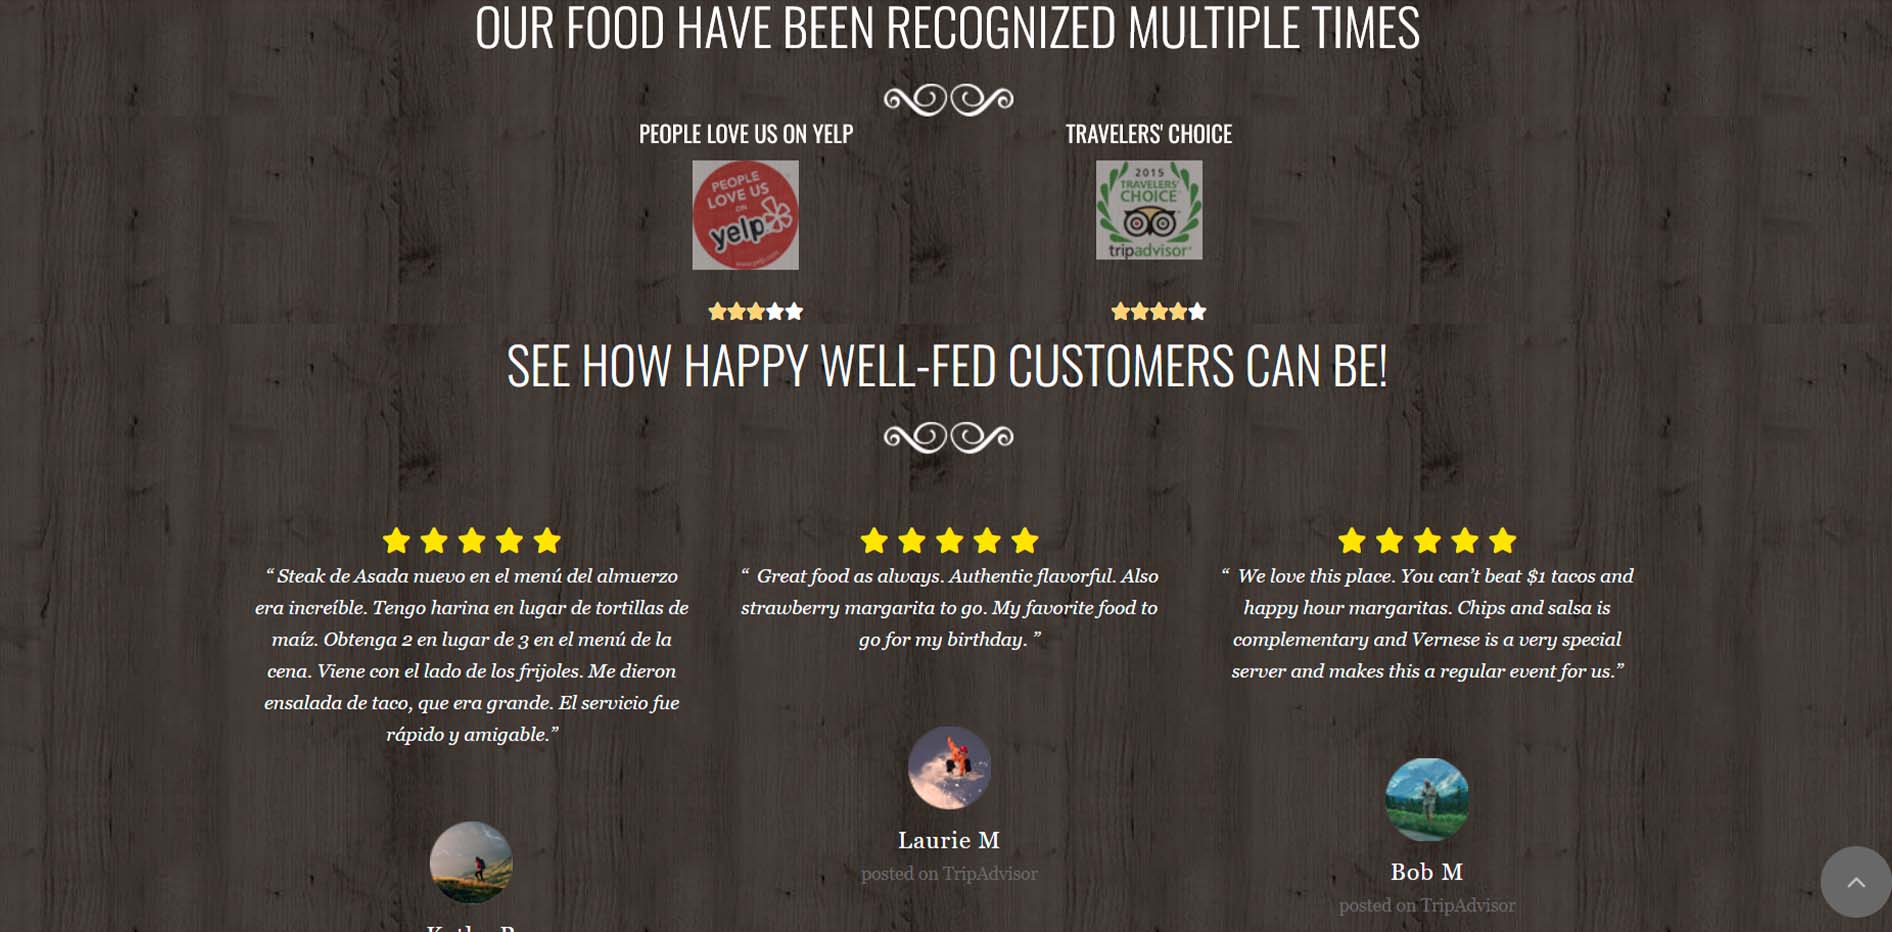 OUR FOOD HAVE BEEN RECOGNIZED MULTIPLE TIMES
PEOPLE LOVE US ON YELP
TRAVELERS' CHOICE
PEOPLE
LOVE US
ON
yelp
www.yelp.com
2015
TRAVELERS'
CHOICE
tripadvisor
SEE HOW HAPPY WELL-FED CUSTOMERS CAN BE!
“ Steak de Asada nuevo en el menú del almuerzo
era increíble. Tengo harina en lugar de tortillas de
maíz. Obtenga 2 en lugar de 3 en el menú de la
cena. Viene con el lado de los frijoles. Me dieron
ensalada de taco, que era grande. El servicio fue
rápido y amigable.”
“ Great food as always. Authentic flavorful. Also
strawberry margarita to go. My favorite food to
go for my birthday. ”
Laurie M
posted on TripAdvisor
“ We love this place. You can’t beat $1 tacos and
happy hour margaritas. Chips and salsa is
complementary and Vernese is a very special
server and makes this a regular event for us.”
Bob M
posted on TripAdvisor